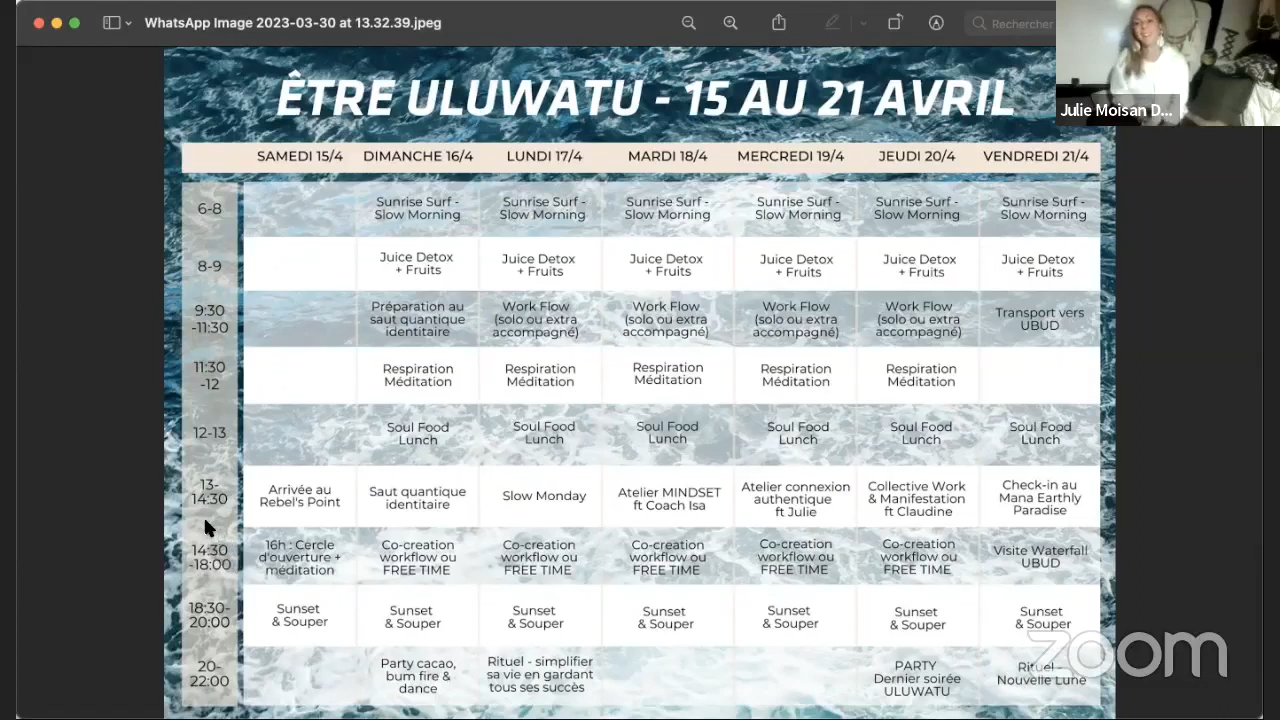 WhatsApp Image 2023-03-30 at 13.32.39.jpeg
Rechercher
Julie Moisan D...
ÊTRE ULUWATU - 15 AU 21 AVRIL
SAMEDI 15/4 DIMANCHE 16/4 LUNDI 17/4 MARDI 18/4 MERCREDI 19/4 JEUDI 20/4 VENDREDI 21/4
6-8
Sunrise Surf -
Slow Morning
Sunrise Surf -
Slow Morning
Sunrise Surf -
Slow Morning
Sunrise Surf -
Slow Morning
Sunrise Surf -
Slow Morning
Sunrise Surf -
Slow Morning
8-9
Juice Detox
+ Fruits
Juice Detox
+ Fruits
Juice Detox
+ Fruits
Juice Detox
+ Fruits
Juice Detox
+ Fruits
Juice Detox
+ Fruits
9:30
-11:30
Préparation au
saut quantique
identitaire
Work Flow
(solo ou extra
accompagné)
Work Flow
(solo ou extra
accompagné)
Work Flow
(solo ou extra
accompagné)
Work Flow
(solo ou extra
accompagné)
Transport vers
UBUD
11:30
-12
Respiration
Méditation
Respiration
Méditation
Respiration
Méditation
Respiration
Méditation
Respiration
Méditation
12-13
Soul Food
Lunch
Soul Food
Lunch
Soul Food
Lunch
Soul Food
Lunch
Soul Food
Lunch
Soul Food
Lunch
13-
14:30
Arrivée au
Rebel's Point
Saut quantique
identitaire
Slow Monday
Atelier MINDSET
ft Coach Isa
Atelier connexion
authentique
ft Julie
Collective Work
& Manifestation
ft Claudine
Check-in au
Mana Earthly
Paradise
14:30
-18:00
16h : Cercle
d'ouverture +
méditation
Co-creation
workflow ou
FREE TIME
Co-creation
workflow ou
FREE TIME
Co-creation
workflow ou
FREE TIME
Co-creation
workflow ou
FREE TIME
Co-creation
workflow ou
FREE TIME
Visite Waterfall
UBUD
18:30-
20:00
Sunset
& Souper
Sunset
& Souper
Sunset
& Souper
Sunset
& Souper
Sunset
& Souper
Sunset
& Souper
Sunset
& Souper
20-
22:00
Party cacao,
bum fire &
dance
Rituel - simplifier
sa vie en gardant
tous ses succès
PARTY
Dernier soirée
ULUWATU
Rituel -
Nouvelle Lune
zoom